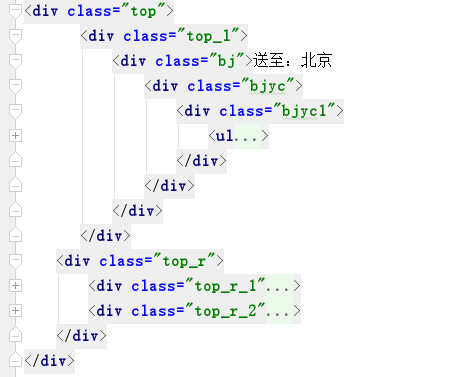 <div class="top">
<div class="top_l">
<div class="bj">送至：北京
<div class="bjyc">
<div class="bjycl">
<ul...>
</div>
</div>
</div>
</div>
<div class="top_r">
<div class="top_r_1"...>
<div class="top_r_2"...>
</div>
</div>